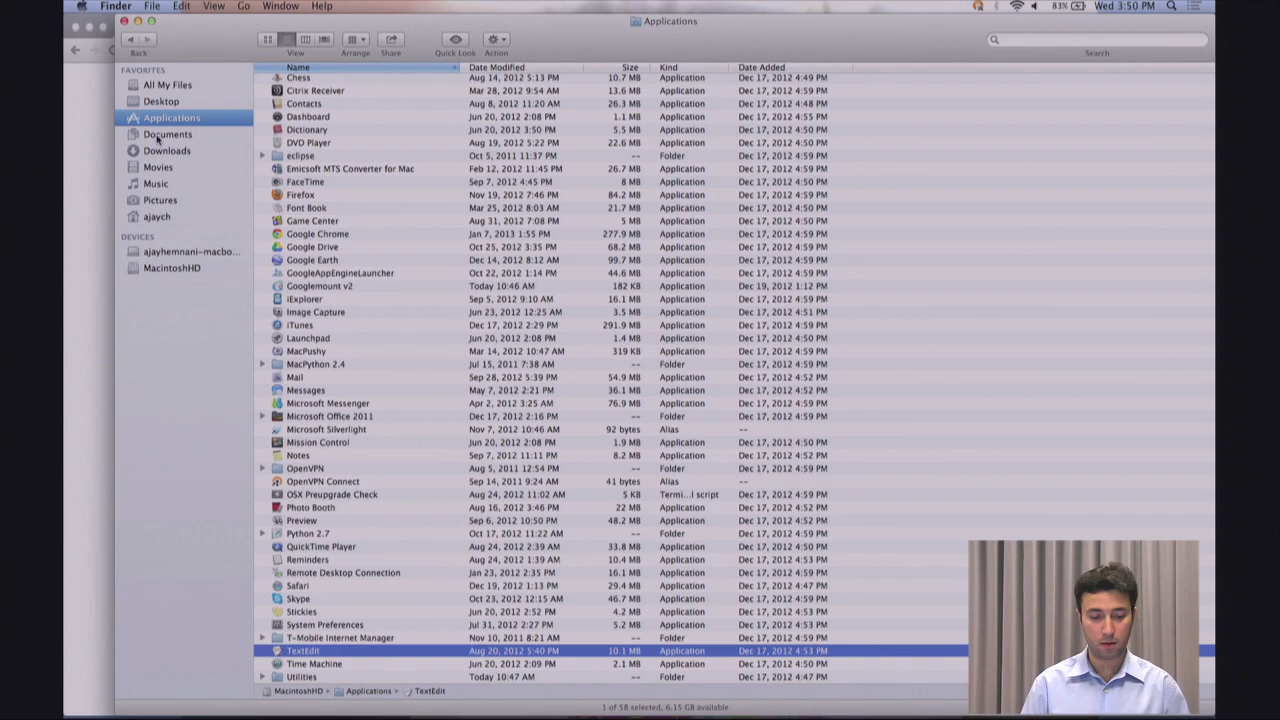 Finder File Edit View Go Window Help 83% Wed 3:50 PM
Applications
Back View Arrange Share Quick Look Action Search
FAVORITES
All My Files
Desktop
Applications
Documents
Downloads
Movies
Music
Pictures
ajaych
DEVICES
ajayhemnani-macbo...
MacintoshHD
Name Date Modified Size Kind Date Added
Chess Aug 14, 2012 5:13 PM 10.7 MB Application Dec 17, 2012 4:49 PM
Citrix Receiver Mar 28, 2012 9:54 AM 13.6 MB Application Dec 17, 2012 4:59 PM
Contacts Aug 8, 2012 11:20 AM 26.3 MB Application Dec 17, 2012 4:48 PM
Dashboard Jun 20, 2012 2:08 PM 1.1 MB Application Dec 17, 2012 4:55 PM
Dictionary Jun 20, 2012 3:50 PM 5.5 MB Application Dec 17, 2012 4:50 PM
DVD Player Aug 19, 2012 5:22 PM 22.6 MB Application Dec 17, 2012 4:50 PM
eclipse Oct 5, 2011 11:37 PM -- Folder Dec 17, 2012 4:59 PM
Emicsoft MTS Converter for Mac Feb 12, 2012 11:45 PM 26.7 MB Application Dec 17, 2012 4:59 PM
FaceTime Sep 7, 2012 4:45 PM 8 MB Application Dec 17, 2012 4:50 PM
Firefox Nov 19, 2012 7:46 PM 84.2 MB Application Dec 17, 2012 4:59 PM
Font Book Mar 25, 2012 8:03 AM 21.7 MB Application Dec 17, 2012 4:50 PM
Game Center Aug 31, 2012 7:08 PM 5 MB Application Dec 17, 2012 4:50 PM
Google Chrome Jan 7, 2013 1:55 PM 277.9 MB Application Dec 17, 2012 4:59 PM
Google Drive Oct 25, 2012 3:35 PM 68.2 MB Application Dec 17, 2012 4:59 PM
Google Earth Dec 14, 2012 8:12 AM 99.7 MB Application Dec 17, 2012 4:59 PM
GoogleAppEngineLauncher Oct 22, 2012 1:14 PM 44.6 MB Application Dec 17, 2012 4:59 PM
Googlemount v2 Today 10:46 AM 182 KB Application Dec 19, 2012 1:12 PM
iExplorer Sep 5, 2012 9:10 AM 16.1 MB Application Dec 17, 2012 4:59 PM
Image Capture Jun 23, 2012 12:25 AM 3.5 MB Application Dec 17, 2012 4:51 PM
iTunes Dec 17, 2012 2:29 PM 291.9 MB Application Dec 17, 2012 4:59 PM
Launchpad Jun 20, 2012 2:08 PM 1.4 MB Application Dec 17, 2012 4:52 PM
MacPushy Mar 14, 2012 10:47 AM 319 KB Application Dec 17, 2012 4:59 PM
MacPython 2.4 Jul 15, 2011 7:38 AM -- Folder Dec 17, 2012 4:59 PM
Mail Sep 28, 2012 5:39 PM 54.9 MB Application Dec 17, 2012 4:52 PM
Messages May 7, 2012 2:21 PM 36.1 MB Application Dec 17, 2012 4:52 PM
Microsoft Messenger Apr 2, 2012 3:25 AM 76.9 MB Application Dec 17, 2012 4:59 PM
Microsoft Office 2011 Dec 17, 2012 2:16 PM -- Folder Dec 17, 2012 4:59 PM
Microsoft Silverlight Nov 7, 2012 10:46 AM 92 bytes Alias --
Mission Control Jun 20, 2012 2:08 PM 1.9 MB Application Dec 17, 2012 4:50 PM
Notes Sep 7, 2012 11:11 PM 8.2 MB Application Dec 17, 2012 4:52 PM
OpenVPN Aug 5, 2011 12:54 PM -- Folder Dec 17, 2012 4:59 PM
OpenVPN Connect Sep 14, 2011 9:24 AM 41 bytes Alias --
OSX Preupgrade Check Aug 24, 2012 11:02 AM 5 KB Termi...l script Dec 17, 2012 4:59 PM
Photo Booth Aug 16, 2012 3:46 PM 22 MB Application Dec 17, 2012 4:53 PM
Preview Sep 6, 2012 10:50 PM 48.2 MB Application Dec 17, 2012 4:53 PM
Python 2.7 Oct 17, 2012 11:22 AM -- Folder Dec 17, 2012 4:59 PM
QuickTime Player Aug 24, 2012 2:39 AM 33.8 MB Application Dec 17, 2012 4:50 PM
Reminders Aug 24, 2012 1:39 AM 10.4 MB Application Dec 17, 2012 4:53 PM
Remote Desktop Connection Jan 23, 2012 2:35 PM 16.1 MB Application Dec 17, 2012 4:47 PM
Safari Dec 19, 2012 1:13 PM 29.4 MB Application Dec 17, 2012 4:47 PM
Skype Oct 23, 2012 12:15 PM 46.7 MB Application Dec 17, 2012 4:59 PM
Stickies Jun 20, 2012 2:52 PM 4.2 MB Application Dec 17, 2012 4:53 PM
System Preferences Jul 31, 2012 2:27 PM 5.2 MB Application Dec 17, 2012 4:53 PM
T-Mobile Internet Manager Nov 10, 2011 8:21 AM -- Folder Dec 17, 2012 4:59 PM
TextEdit Aug 20, 2012 5:40 PM 10.1 MB Application Dec 17, 2012 4:53 PM
Time Machine Jun 20, 2012 2:09 PM 2.1 MB Application Dec 17, 2012 4:53 PM
Utilities Today 10:47 AM -- Folder Dec 17, 2012 4:47 PM
MacintoshHD Applications TextEdit
1 of 58 selected, 6.15 GB available